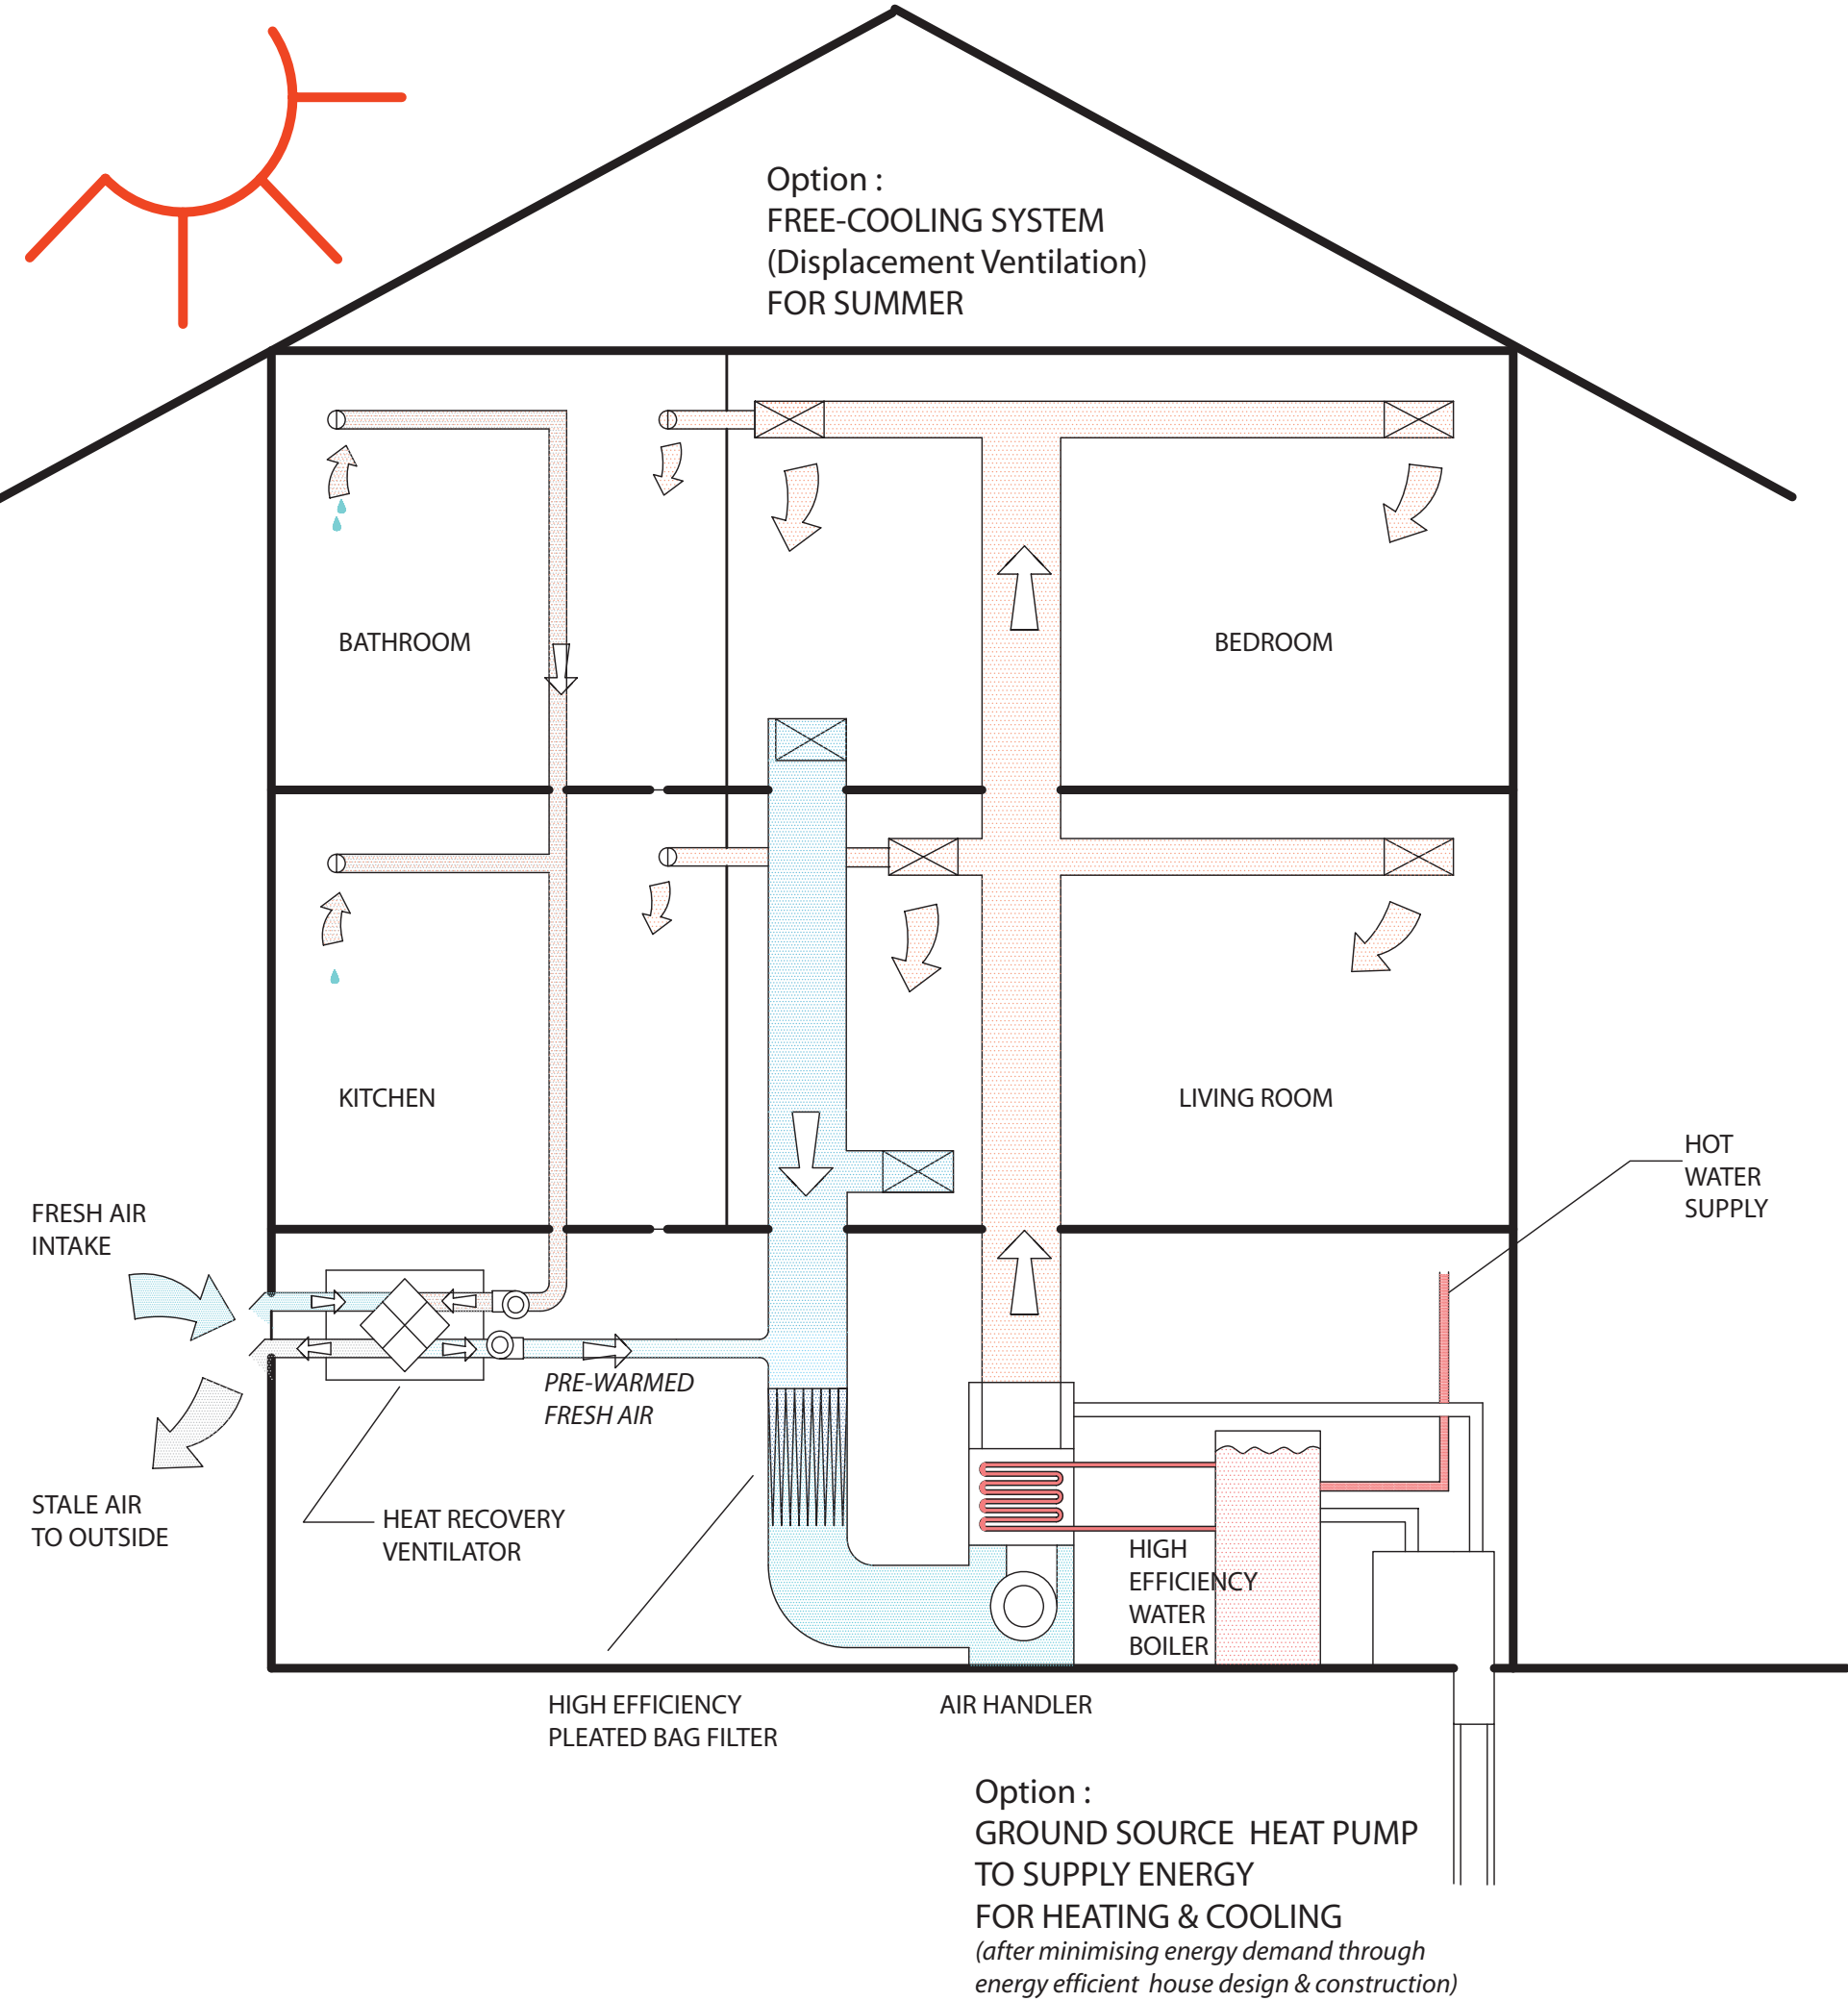 Option :
FREE-COOLING SYSTEM
(Displacement Ventilation)
FOR SUMMER
BATHROOM
BEDROOM
KITCHEN
LIVING ROOM
HOT
WATER
SUPPLY
FRESH AIR
INTAKE
PRE-WARMED
FRESH AIR
STALE AIR
TO OUTSIDE
HEAT RECOVERY
VENTILATOR
HIGH
EFFICIENCY
WATER
BOILER
HIGH EFFICIENCY
PLEATED BAG FILTER
AIR HANDLER
Option :
GROUND SOURCE HEAT PUMP
TO SUPPLY ENERGY
FOR HEATING & COOLING
(after minimising energy demand through
energy efficient house design & construction)